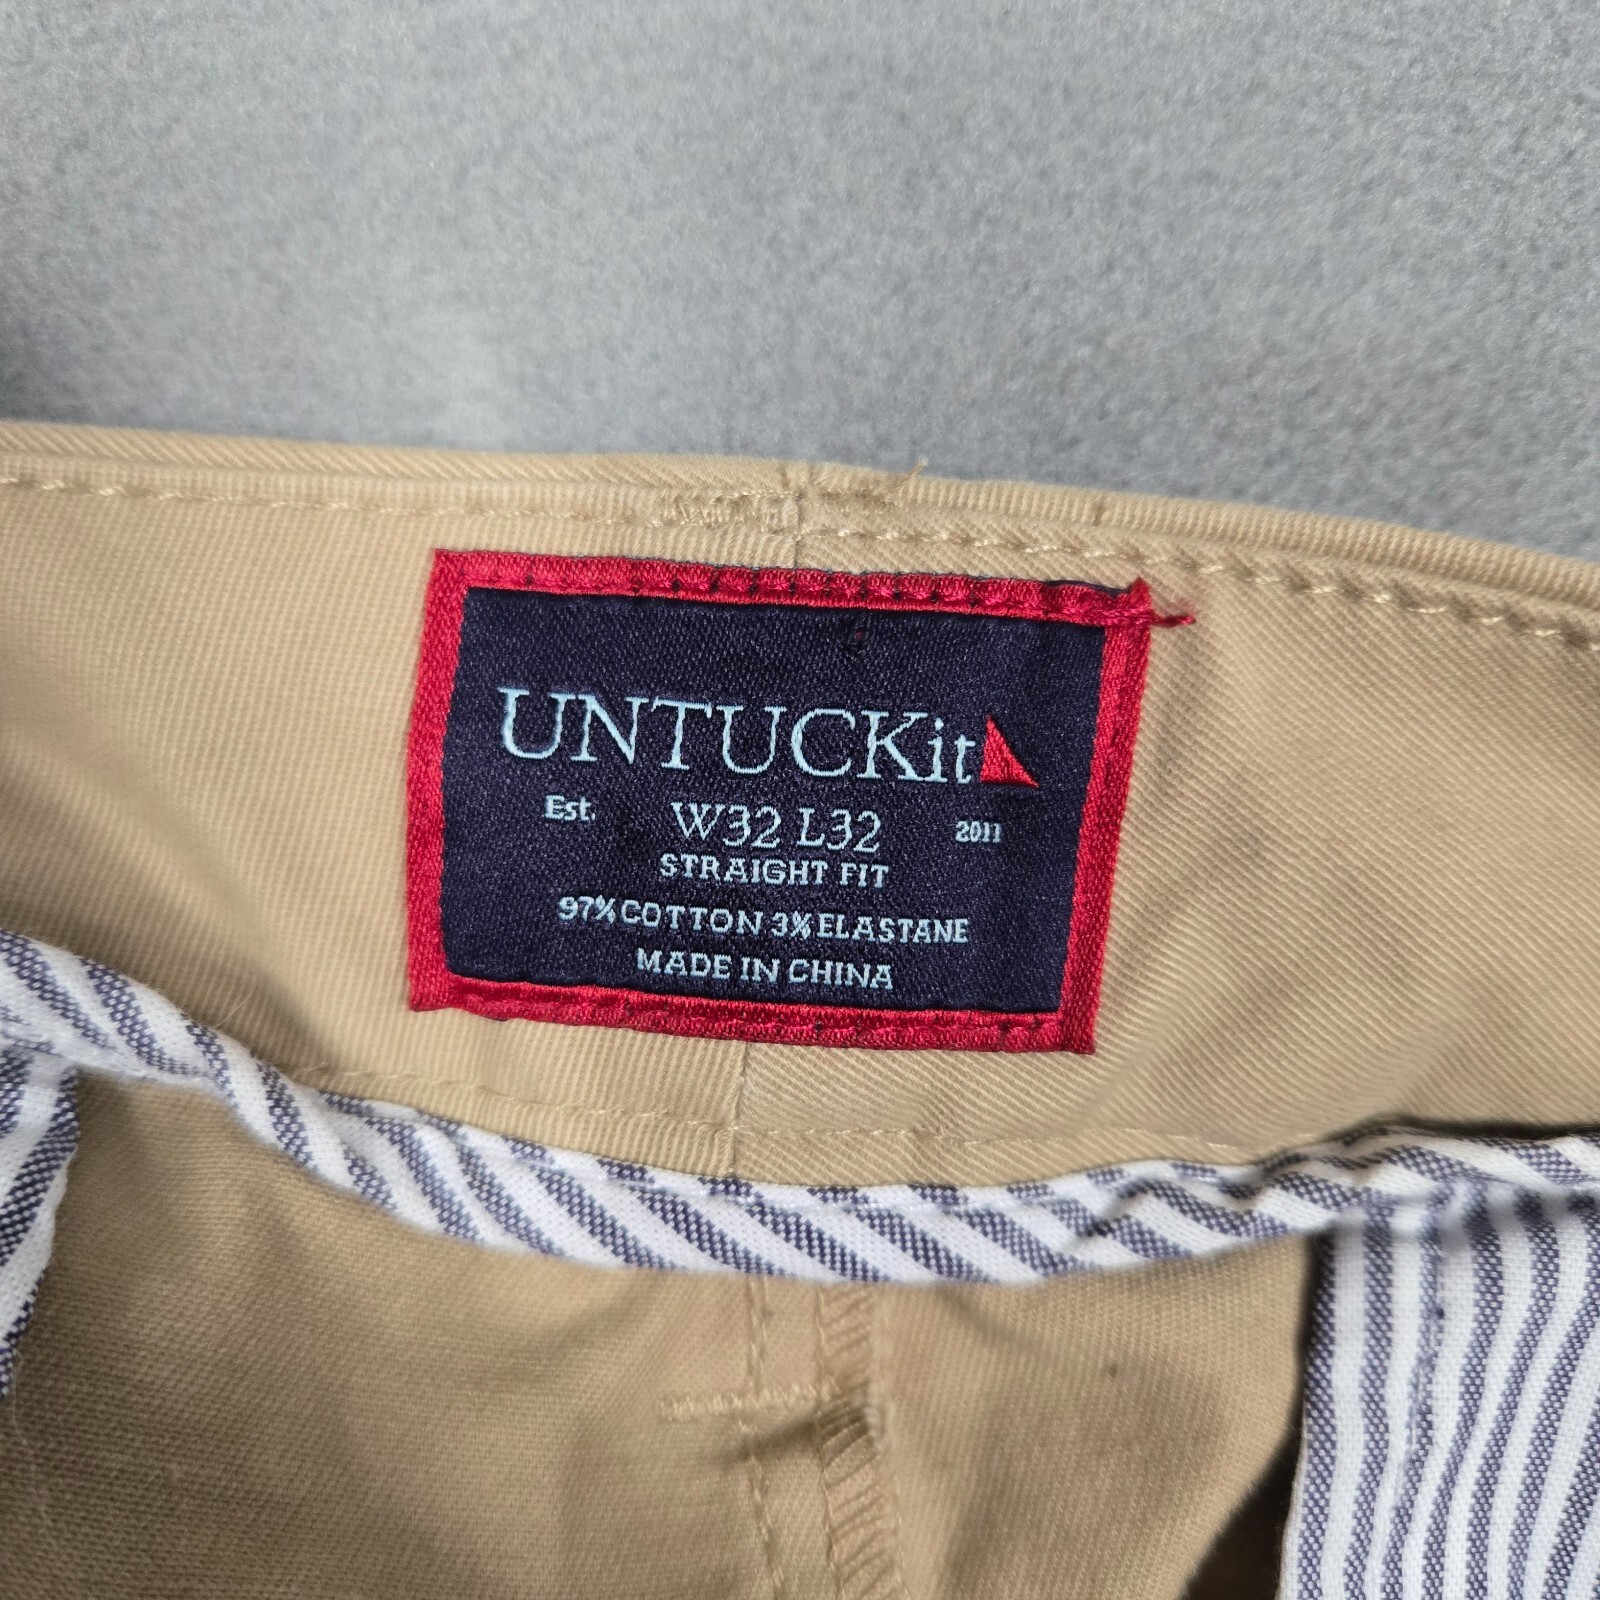 UNTUCKit
Est. W32 L32 2011
STRAIGHT FIT
97% COTTON 3% ELASTANE
MADE IN CHINA